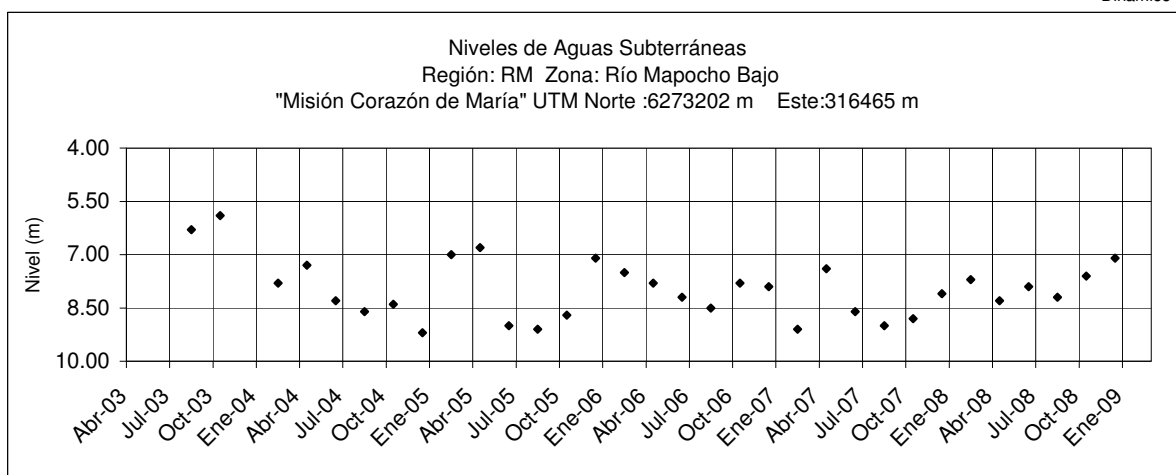 Niveles de Aguas Subterráneas
Región: RM Zona: Río Mapocho Bajo
"Misión Corazón de María" UTM Norte :6273202 m Este:316465 m
Nivel (m)
4.00
5.50
7.00
8.50
10.00
Abr-03
Jul-03
Oct-03
Ene-04
Abr-04
Jul-04
Oct-04
Ene-05
Abr-05
Jul-05
Oct-05
Ene-06
Abr-06
Jul-06
Oct-06
Ene-07
Abr-07
Jul-07
Oct-07
Ene-08
Abr-08
Jul-08
Oct-08
Ene-09